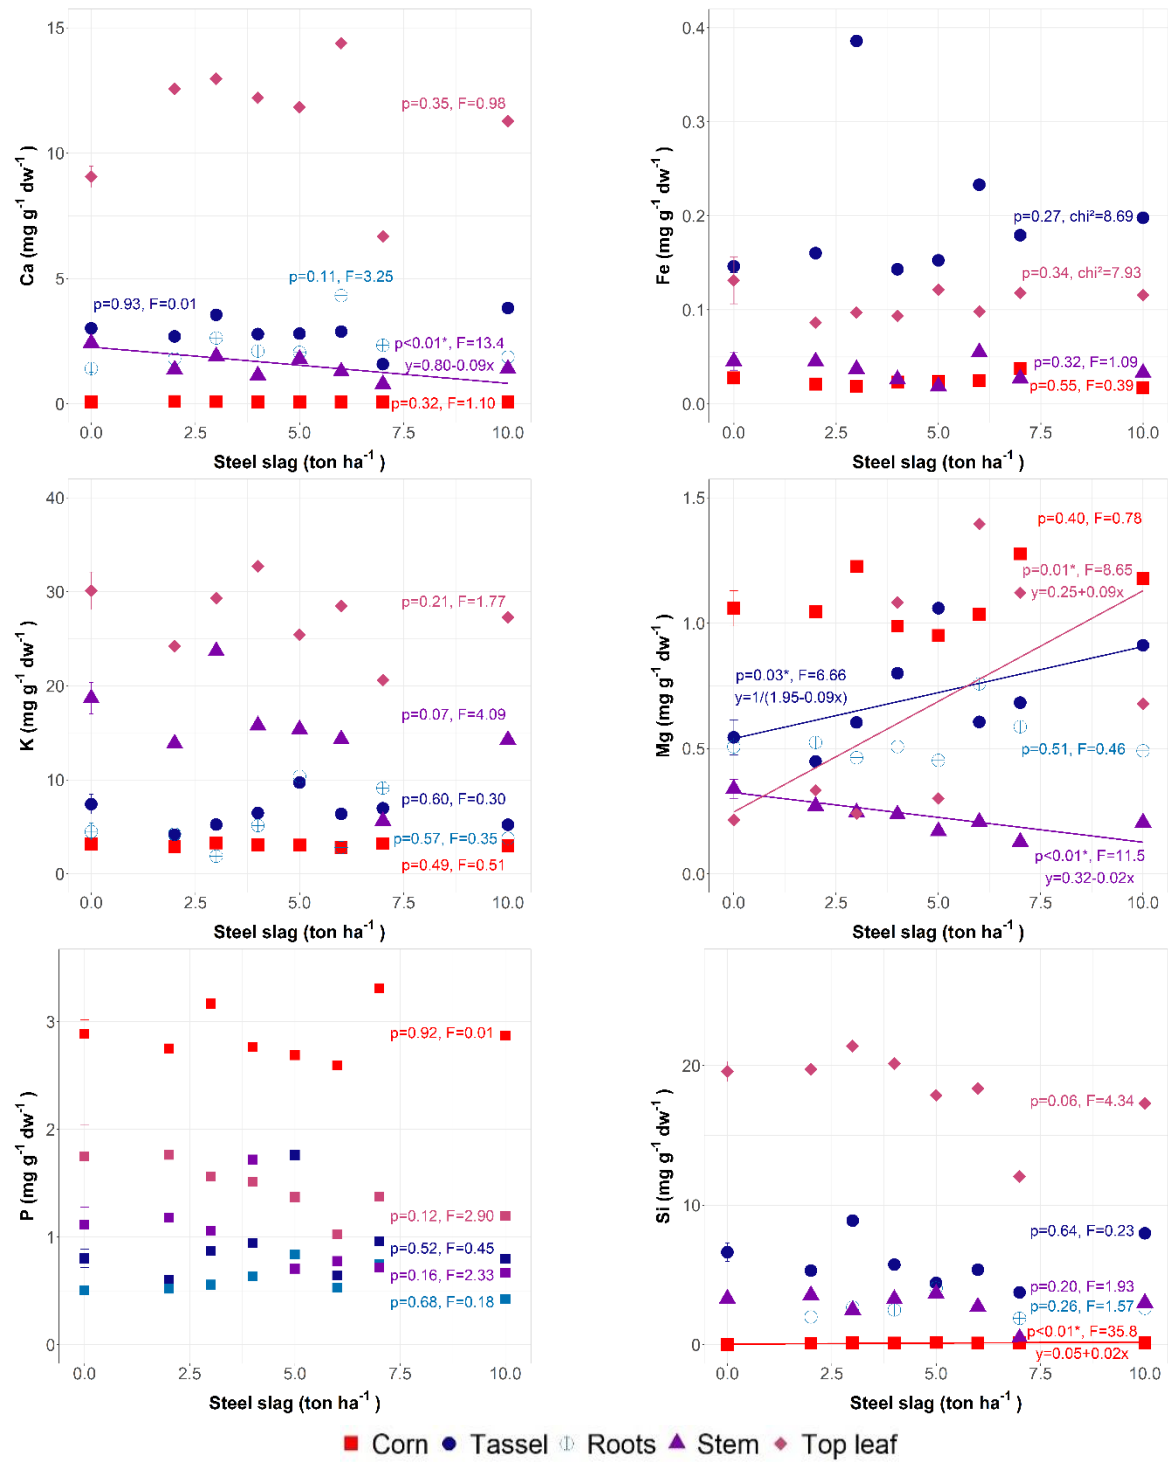 15
10
5
0
Ca (mg g⁻¹ dw⁻¹ )
p=0.35, F=0.98
p=0.11, F=3.25
p=0.93, F=0.01
p<0.01*, F=13.4
y=0.80-0.09x
p=0.32, F=1.10
0.0 2.5 5.0 7.5 10.0
Steel slag (ton ha⁻¹ )
0.4
0.3
0.2
0.1
0.0
Fe (mg g⁻¹ dw⁻¹ )
p=0.27, chi²=8.69
p=0.34, chi²=7.93
p=0.32, F=1.09
p=0.55, F=0.39
0.0 2.5 5.0 7.5 10.0
Steel slag (ton ha⁻¹ )
40
30
20
10
0
K (mg g⁻¹ dw⁻¹ )
p=0.21, F=1.77
p=0.07, F=4.09
p=0.60, F=0.30
p=0.57, F=0.35
p=0.49, F=0.51
0.0 2.5 5.0 7.5 10.0
Steel slag (ton ha⁻¹ )
1.5
1.0
0.5
0.0
Mg (mg g⁻¹ dw⁻¹ )
p=0.40, F=0.78
p=0.01*, F=8.65
y=0.25+0.09x
p=0.03*, F=6.66
y=1/(1.95-0.09x)
p=0.51, F=0.46
p<0.01*, F=11.5
y=0.32-0.02x
0.0 2.5 5.0 7.5 10.0
Steel slag (ton ha⁻¹ )
3
2
1
0
P (mg g⁻¹ dw⁻¹ )
p=0.92, F=0.01
p=0.12, F=2.90
p=0.52, F=0.45
p=0.16, F=2.33
p=0.68, F=0.18
0.0 2.5 5.0 7.5 10.0
Steel slag (ton ha⁻¹ )
20
10
0
Si (mg g⁻¹ dw⁻¹ )
p=0.06, F=4.34
p=0.64, F=0.23
p=0.20, F=1.93
p=0.26, F=1.57
p<0.01*, F=35.8
y=0.05+0.02x
0.0 2.5 5.0 7.5 10.0
Steel slag (ton ha⁻¹ )
Corn Tassel Roots Stem Top leaf